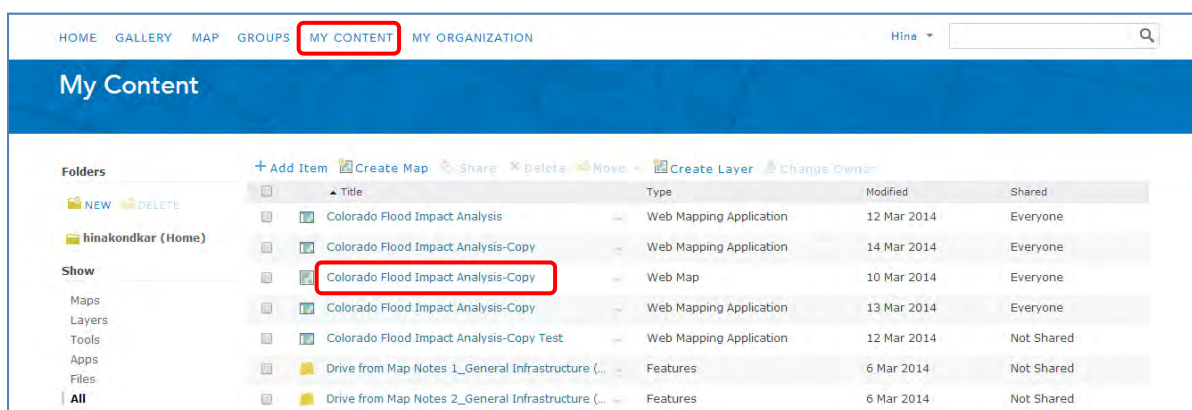 HOME GALLERY MAP GROUPS MY CONTENT MY ORGANIZATION Hina
My Content
Folders
+ Add Item Create Map Share Delete Move Create Layer Change Owner
Title Type Modified Shared
NEW DELETE
Colorado Flood Impact Analysis ... Web Mapping Application 12 Mar 2014 Everyone
hinakondkar (Home)
Colorado Flood Impact Analysis-Copy ... Web Mapping Application 14 Mar 2014 Everyone
Show
Colorado Flood Impact Analysis-Copy ... Web Map 10 Mar 2014 Everyone
Maps
Colorado Flood Impact Analysis-Copy ... Web Mapping Application 13 Mar 2014 Everyone
Layers
Tools
Colorado Flood Impact Analysis-Copy Test ... Web Mapping Application 12 Mar 2014 Not Shared
Apps
Drive from Map Notes 1_General Infrastructure (... ... Features 6 Mar 2014 Not Shared
Files
All
Drive from Map Notes 2_General Infrastructure (... ... Features 6 Mar 2014 Not Shared